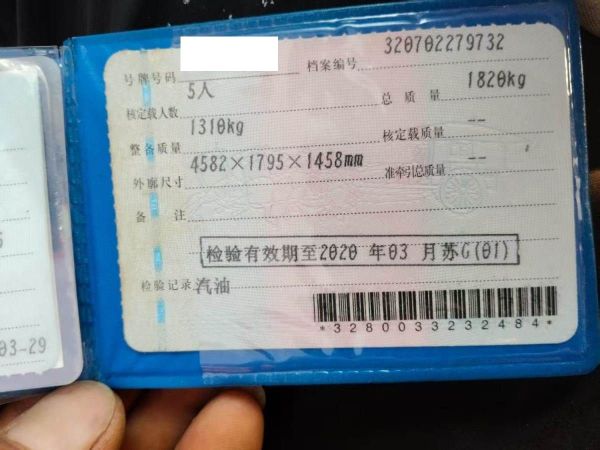 号牌号码
档案编号 320702279732
核定载人数 5人 总质量 1820kg
整备质量 1310kg 核定载质量 --
外廓尺寸 4582×1795×1458mm 准牵引总质量 --
备注
检验有效期至2020 年03 月苏G(01)
检验记录 汽油
*3280033232484*
03-29